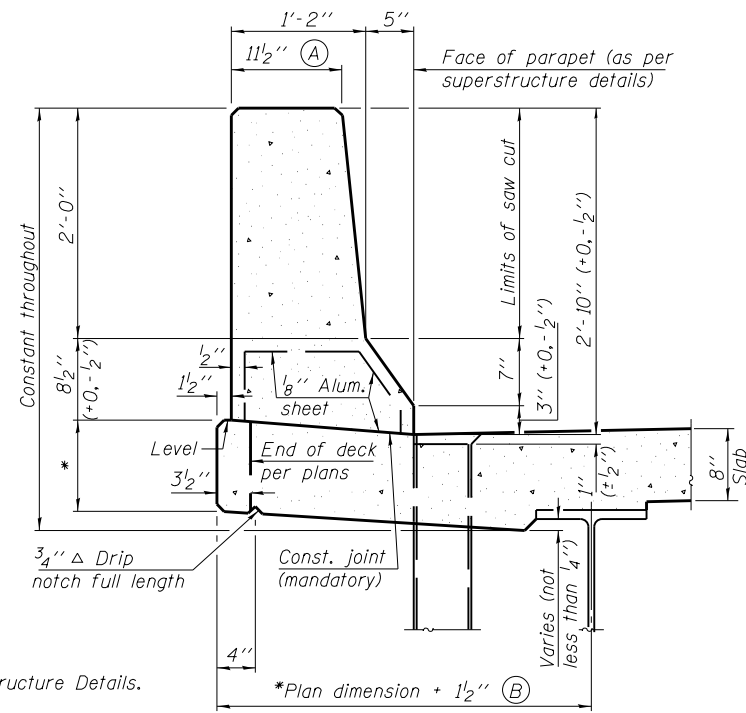 1'-2"
5"
11½" (A)
Face of parapet (as per
superstructure details)
Constant throughout
2'-0"
Limits of saw cut
2'-10" (+0,-½")
8½"
(+0,-½")
½"
1½"
⅛" Alum.
sheet
7"
3" (+0,-½")
Level
End of deck
per plans
*
3½"
1"
(±½")
8"
Slab
¾" △ Drip
notch full length
Const. joint
(mandatory)
Varies (not
less than ¼")
4"
ructure Details.
*Plan dimension + 1½" (B)